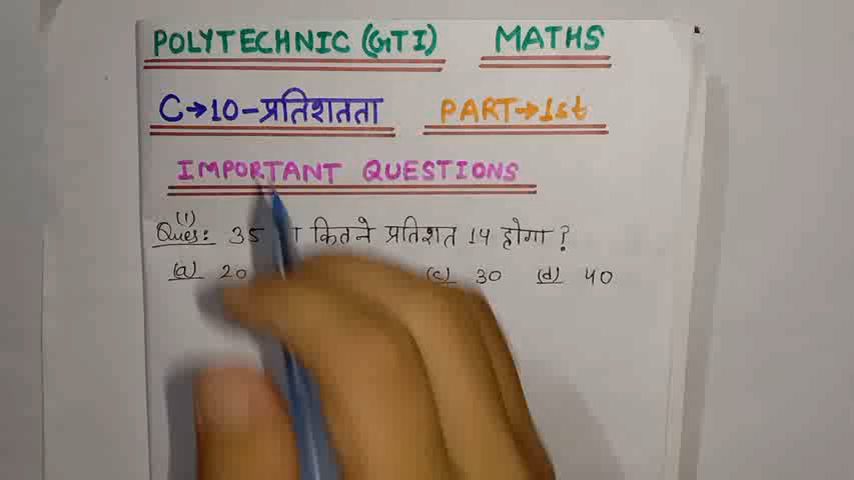 POLYTECHNIC (GTI) MATHS
C→10-प्रतिशतता PART→1st
IMPORTANT QUESTIONS
(1)
Ques: 35 कितने प्रतिशत 14 होगा ?
(a) 20 (c) 30 (d) 40